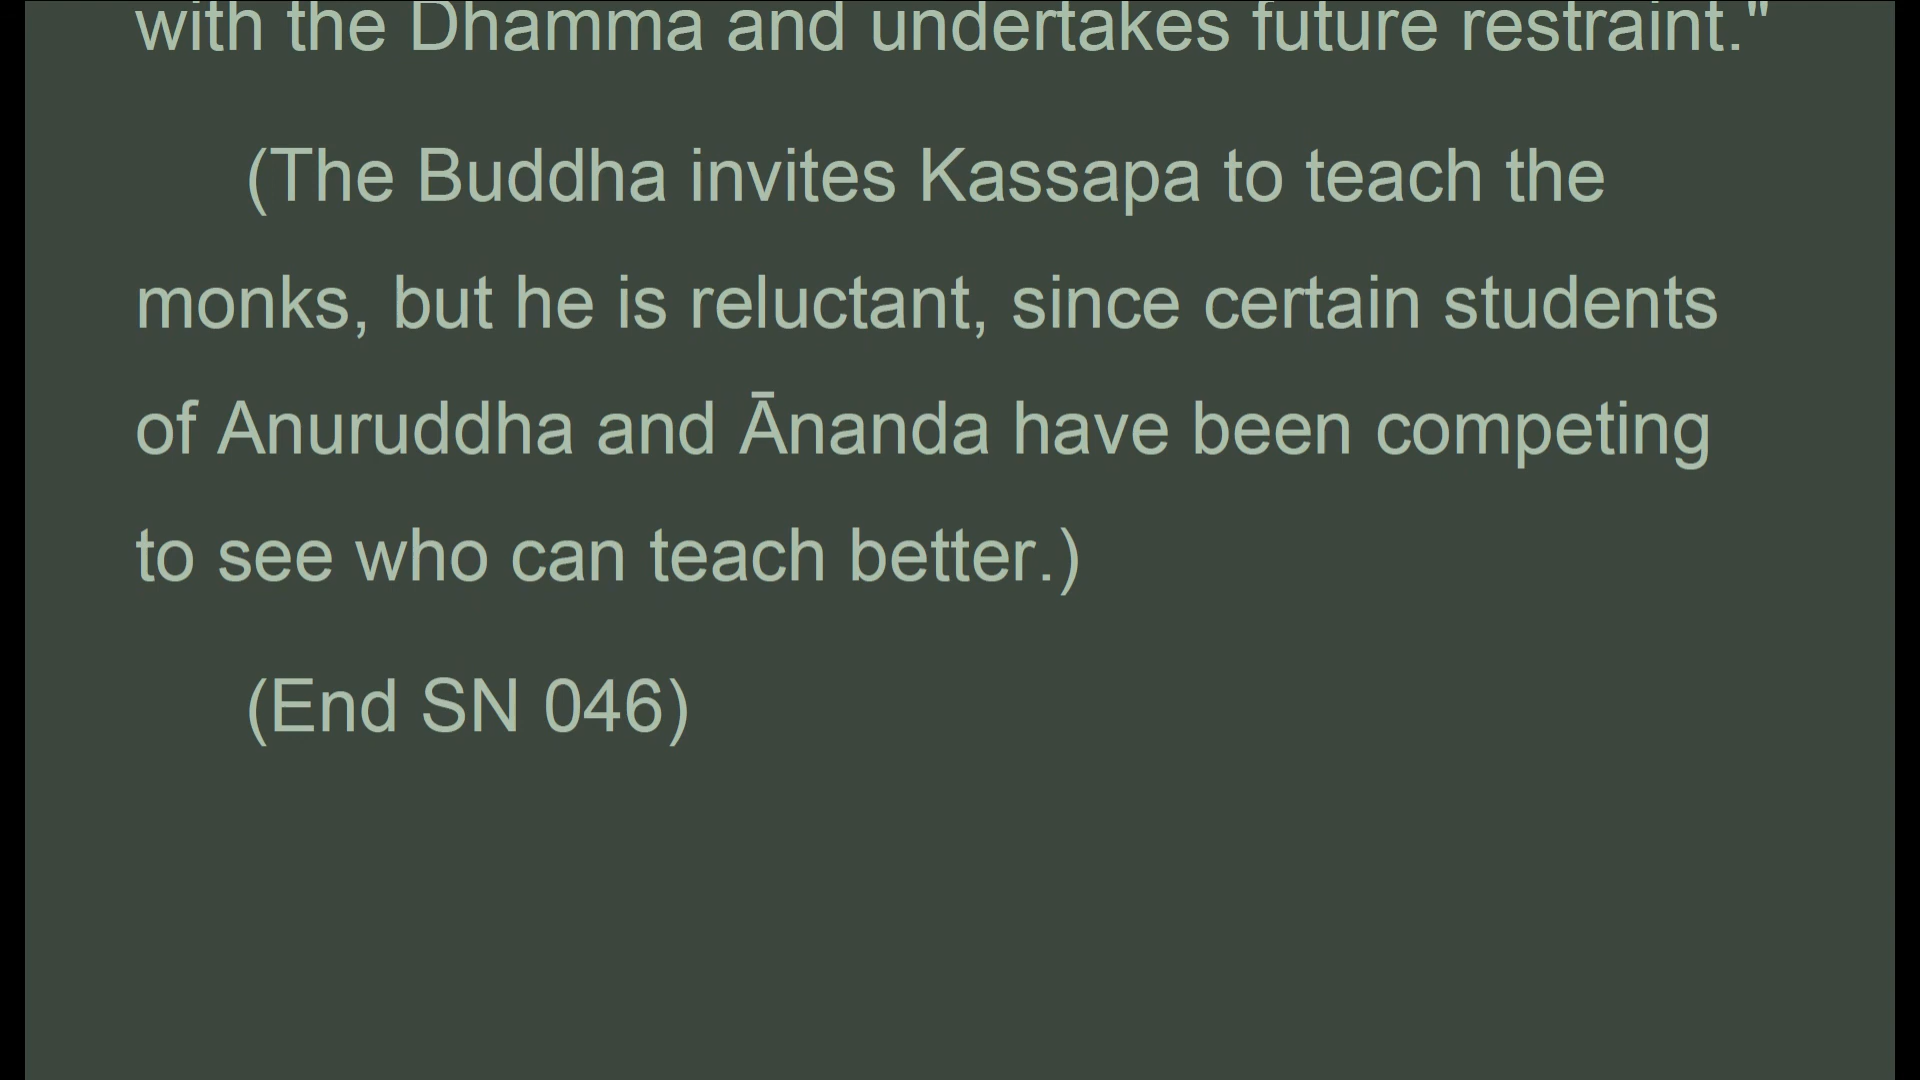 with the Dhamma and undertakes future restraint."
(The Buddha invites Kassapa to teach the
monks, but he is reluctant, since certain students
of Anuruddha and Ānanda have been competing
to see who can teach better.)
(End SN 046)